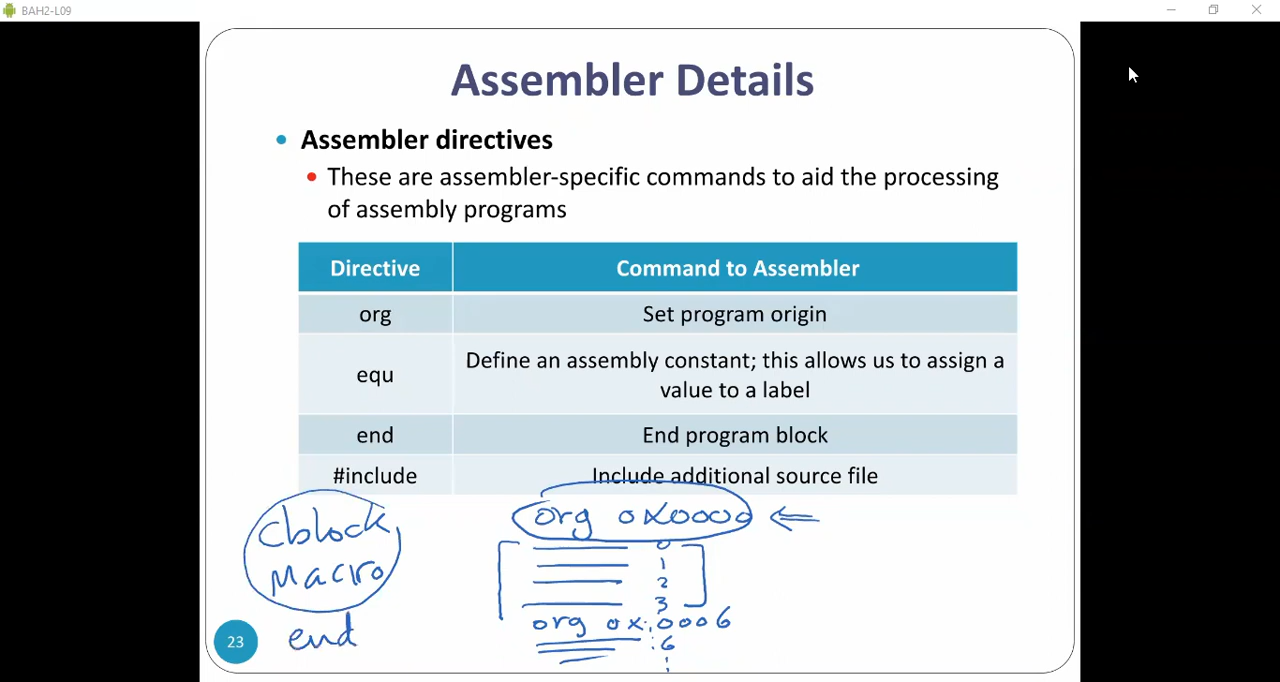 BAH2-L09
Assembler Details
Assembler directives
These are assembler-specific commands to aid the processing
of assembly programs
Directive Command to Assembler
org Set program origin
equ Define an assembly constant; this allows us to assign a
value to a label
end End program block
#include Include additional source file
Cblock,
Macro
end
org 0x0000
0
1
2
3
org 0x0006
6
23